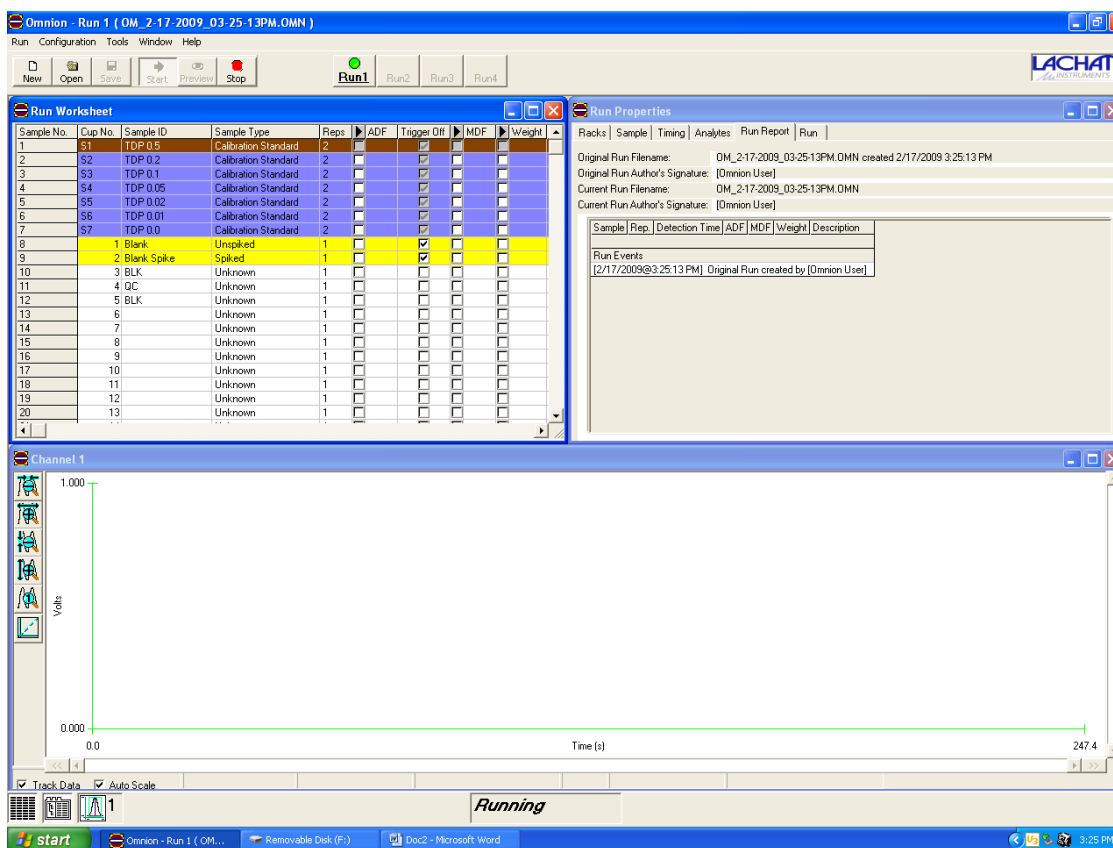 Omnion - Run 1 ( OM_2-17-2009_03-25-13PM.OMN )
Run Configuration Tools Window Help
New Open Save Start Preview Stop Run1 Run2 Run3 Run4
LACHAT
INSTRUMENTS
Run Worksheet
Sample No. Cup No. Sample ID Sample Type Reps ADF Trigger Off MDF Weight
1 S1 TDP 0.5 Calibration Standard 2
2 S2 TDP 0.2 Calibration Standard 2
3 S3 TDP 0.1 Calibration Standard 2
4 S4 TDP 0.05 Calibration Standard 2
5 S5 TDP 0.02 Calibration Standard 2
6 S6 TDP 0.01 Calibration Standard 2
7 S7 TDP 0.0 Calibration Standard 2
8 1 Blank Unspiked 1
9 2 Blank Spike Spiked 1
10 3 BLK Unknown 1
11 4 QC Unknown 1
12 5 BLK Unknown 1
13 6 Unknown 1
14 7 Unknown 1
15 8 Unknown 1
16 9 Unknown 1
17 10 Unknown 1
18 11 Unknown 1
19 12 Unknown 1
20 13 Unknown 1
Run Properties
Racks Sample Timing Analytes Run Report Run
Original Run Filename: OM_2-17-2009_03-25-13PM.OMN created 2/17/2009 3:25:13 PM
Original Run Author's Signature: [Omnion User]
Current Run Filename: OM_2-17-2009_03-25-13PM.OMN
Current Run Author's Signature: [Omnion User]
Sample Rep. Detection Time ADF MDF Weight Description
Run Events
[2/17/2009@3:25:13 PM] Original Run created by [Omnion User]
Channel 1
1.000
Volts
0.000
0.0 Time (s) 247.4
Track Data Auto Scale
1 Running
start Omnion - Run 1 ( OM... Removable Disk (F:) Doc2 - Microsoft Word 3:25 PM